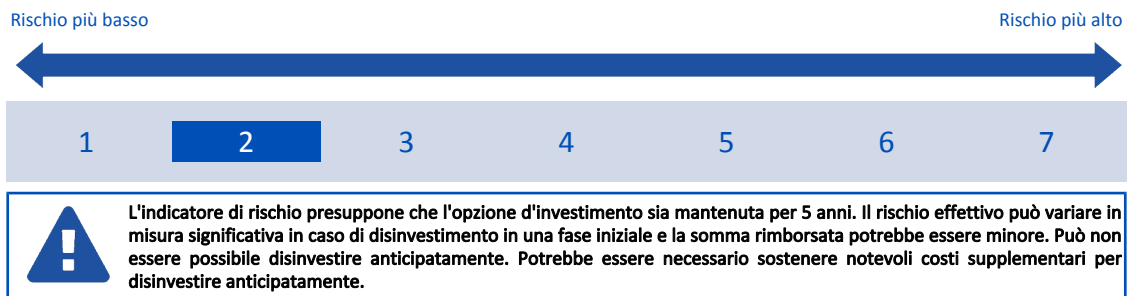 Rischio più basso Rischio più alto
1 2 3 4 5 6 7
L'indicatore di rischio presuppone che l'opzione d'investimento sia mantenuta per 5 anni. Il rischio effettivo può variare in
misura significativa in caso di disinvestimento in una fase iniziale e la somma rimborsata potrebbe essere minore. Può non
essere possibile disinvestire anticipatamente. Potrebbe essere necessario sostenere notevoli costi supplementari per
disinvestire anticipatamente.